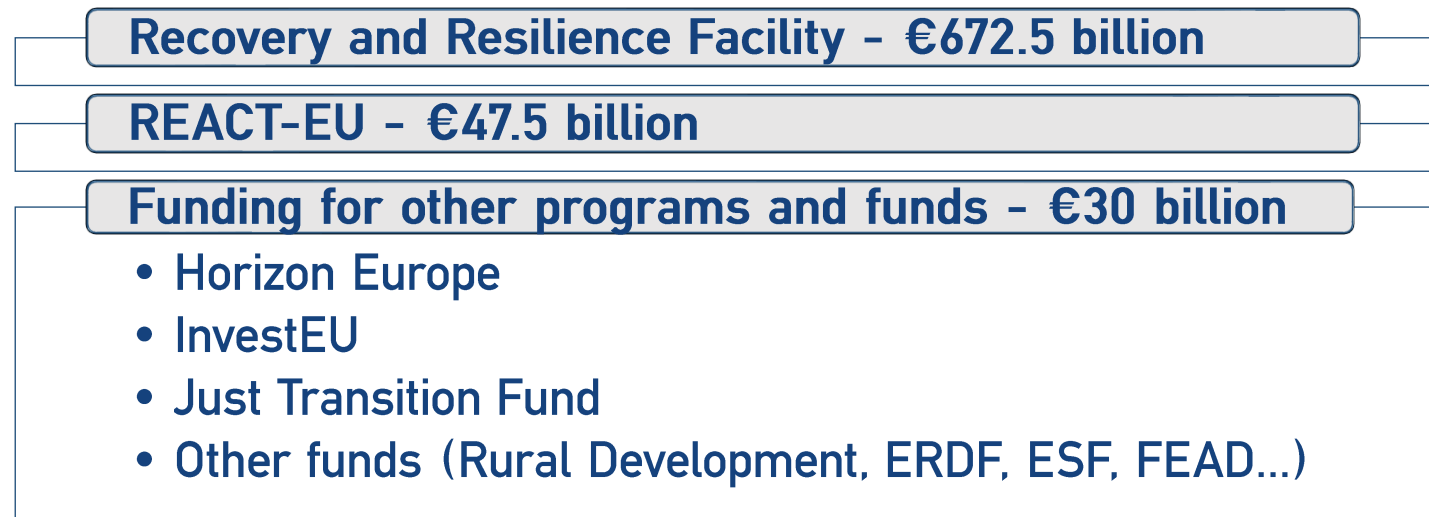 Recovery and Resilience Facility - €672.5 billion
REACT-EU - €47.5 billion
Funding for other programs and funds - €30 billion
• Horizon Europe
• InvestEU
• Just Transition Fund
• Other funds (Rural Development, ERDF, ESF, FEAD...)